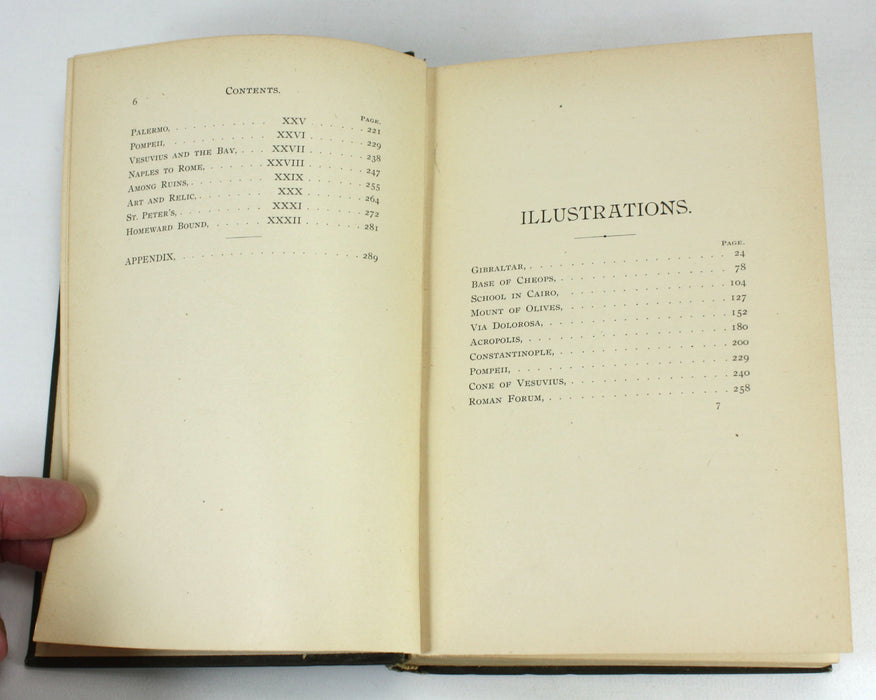 6 CONTENTS.
PAGE.
PALERMO, . . . . . . . . . XXV . . . . . . 221
POMPEII, . . . . . . . . . XXVI . . . . . . 229
VESUVIUS AND THE BAY, . . . XXVII . . . . . . 238
NAPLES TO ROME, . . . . . . XXVIII . . . . . . 247
AMONG RUINS, . . . . . . . XXIX . . . . . . 255
ART AND RELIC, . . . . . . XXX . . . . . . 264
ST. PETER'S, . . . . . . . . XXXI . . . . . . 272
HOMEWARD BOUND, . . . . . XXXII . . . . . . 281
APPENDIX, . . . . . . . . . . . . . . . . . 289
ILLUSTRATIONS.
PAGE.
GIBRALTAR, . . . . . . . . . . . . . . . . 24
BASE OF CHEOPS, . . . . . . . . . . . . . 78
SCHOOL IN CAIRO, . . . . . . . . . . . . . 104
MOUNT OF OLIVES, . . . . . . . . . . . . . 127
VIA DOLOROSA, . . . . . . . . . . . . . . 152
ACROPOLIS, . . . . . . . . . . . . . . . . 180
CONSTANTINOPLE, . . . . . . . . . . . . . 200
POMPEII, . . . . . . . . . . . . . . . . . 229
CONE OF VESUVIUS, . . . . . . . . . . . . 240
ROMAN FORUM, . . . . . . . . . . . . . . 258
7